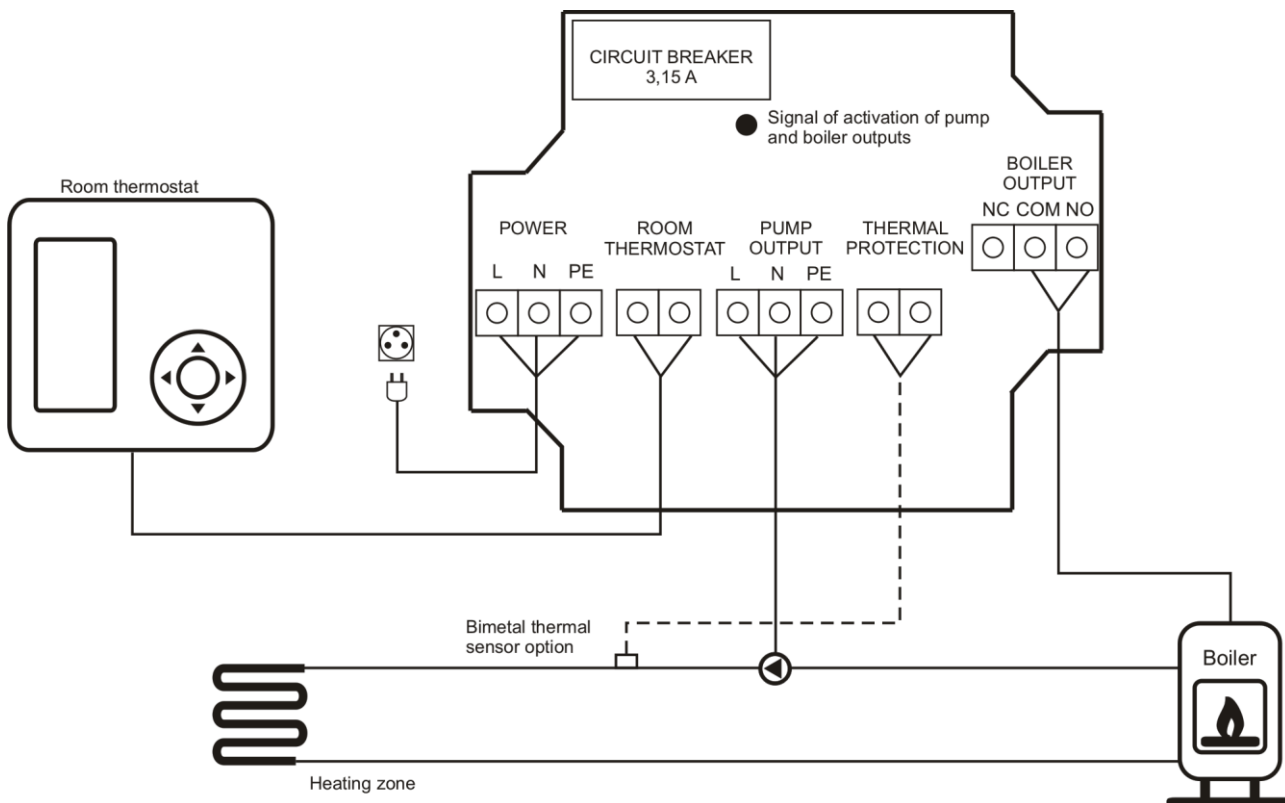 CIRCUIT BREAKER
3,15 A
Signal of activation of pump
and boiler outputs
Room thermostat
BOILER
OUTPUT
NC COM NO
POWER
L N PE
ROOM
THERMOSTAT
PUMP
OUTPUT
L N PE
THERMAL
PROTECTION
Bimetal thermal
sensor option
Boiler
Heating zone